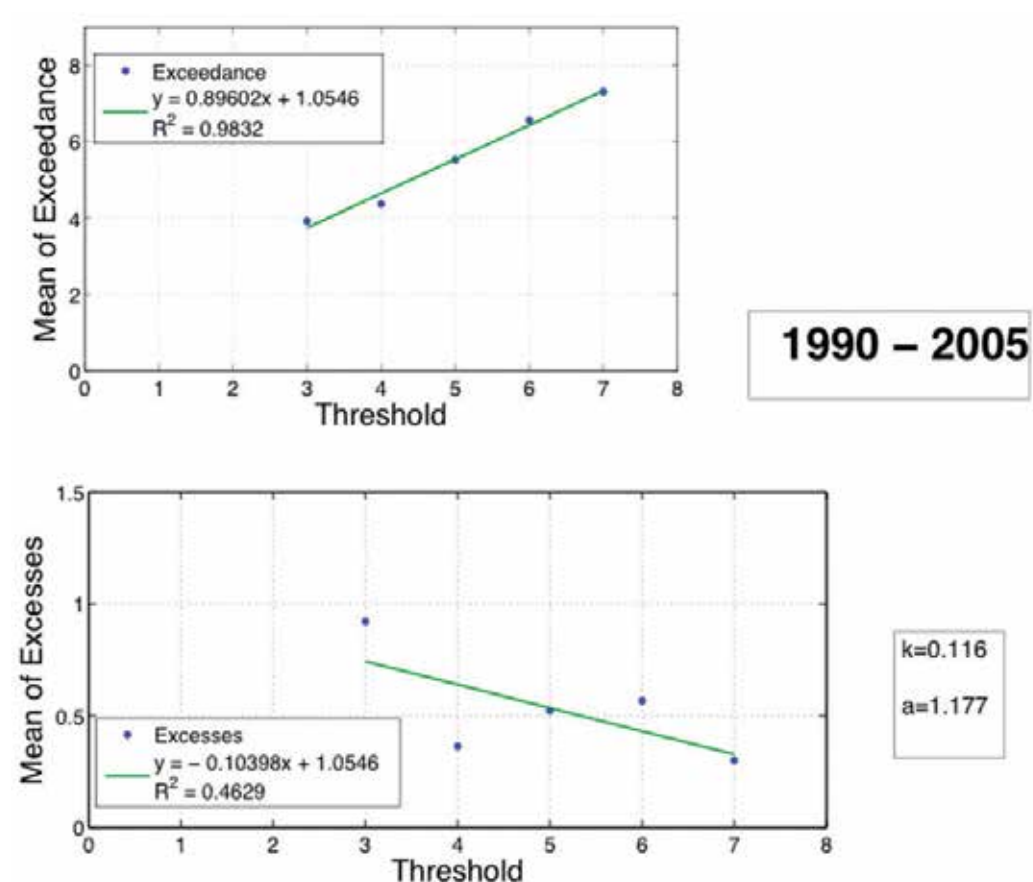 Mean of Exceedance
8
6
4
2
0
Exceedance
y = 0.89602x + 1.0546
R² = 0.9832
0 1 2 3 4 5 6 7 8
Threshold
1990 – 2005
Mean of Excesses
1.5
1
0.5
0
Excesses
y = − 0.10398x + 1.0546
R² = 0.4629
0 1 2 3 4 5 6 7 8
Threshold
k=0.116
a=1.177